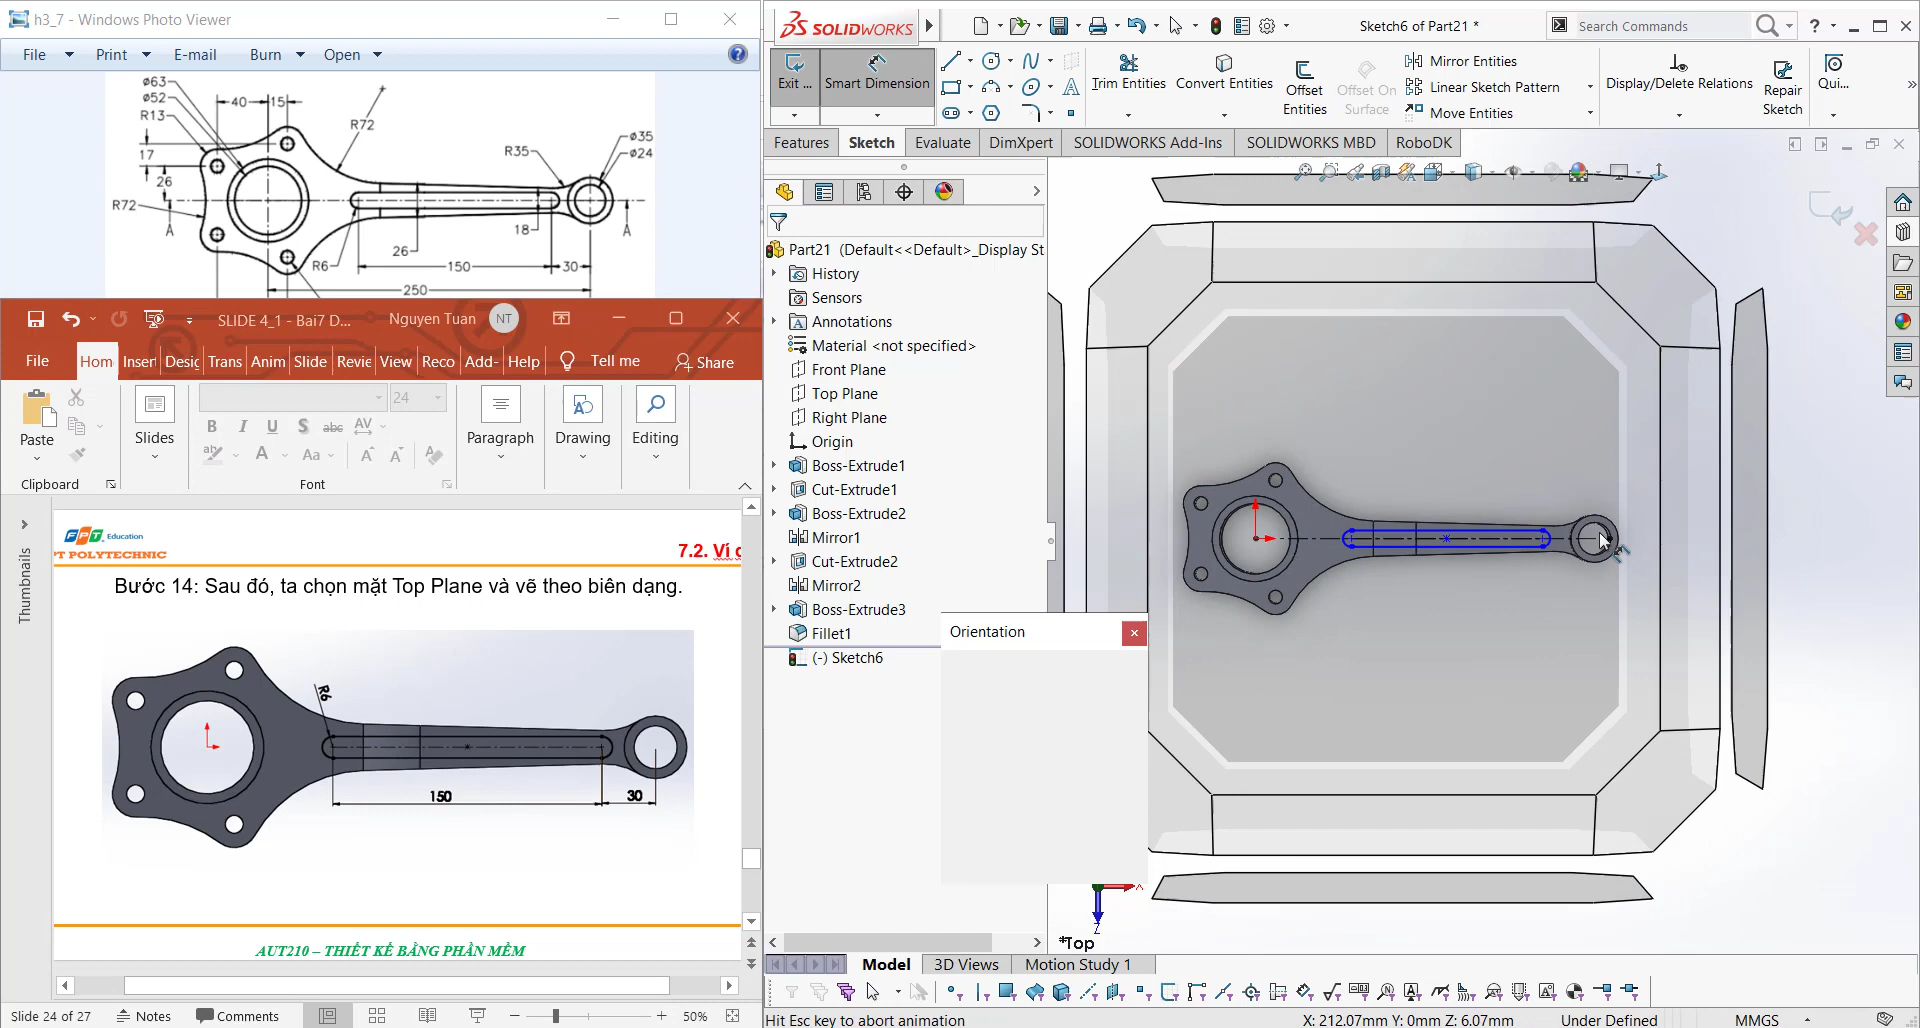 h3_7 - Windows Photo Viewer
File Print E-mail Burn Open
ø63
ø52
R13
40 15
R72
17
26
R72
A
R35
ø35
ø24
R6
26
18
A
150
30
250
SLIDE 4_1 - Bai7 D...
Nguyen Tuan NT
File Hom Inser Desig Trans Anim Slide Revie View Reco Add- Help Tell me Share
24
Paste
Slides
Paragraph
Drawing
Editing
B I U S abc AV
A Aa A A
Clipboard
Font
Thumbnails
FPT Education
PT POLYTECHNIC
7.2. Ví d
Bước 14: Sau đó, ta chọn mặt Top Plane và vẽ theo biên dạng.
R6
150
30
AUT210 – THIẾT KẾ BẰNG PHẦN MỀM
Slide 24 of 27 Notes Comments 50%
SOLIDWORKS
Sketch6 of Part21 *
Search Commands
Exit ...
Smart Dimension
Trim Entities
Convert Entities
Offset Entities
Offset On Surface
Mirror Entities
Linear Sketch Pattern
Move Entities
Display/Delete Relations
Repair Sketch
Qui...
Features Sketch Evaluate DimXpert SOLIDWORKS Add-Ins SOLIDWORKS MBD RoboDK
Part21 (Default<<Default>_Display St
History
Sensors
Annotations
Material <not specified>
Front Plane
Top Plane
Right Plane
Origin
Boss-Extrude1
Cut-Extrude1
Boss-Extrude2
Mirror1
Cut-Extrude2
Mirror2
Boss-Extrude3
Fillet1
(-) Sketch6
Orientation
X
Z
*Top
Model 3D Views Motion Study 1
Hit Esc key to abort animation
X: 212.07mm Y: 0mm Z: 6.07mm
Under Defined
MMGS